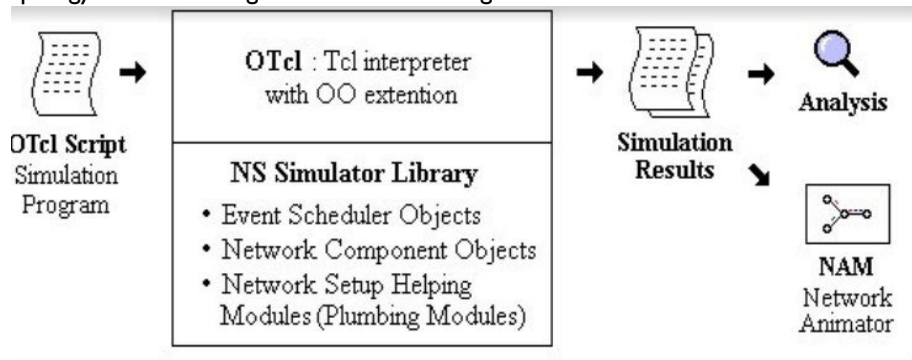 OTcl Script
Simulation
Program
OTcl : Tcl interpreter
with OO extention
NS Simulator Library
• Event Scheduler Objects
• Network Component Objects
• Network Setup Helping
Modules (Plumbing Modules)
Simulation
Results
Analysis
NAM
Network
Animator